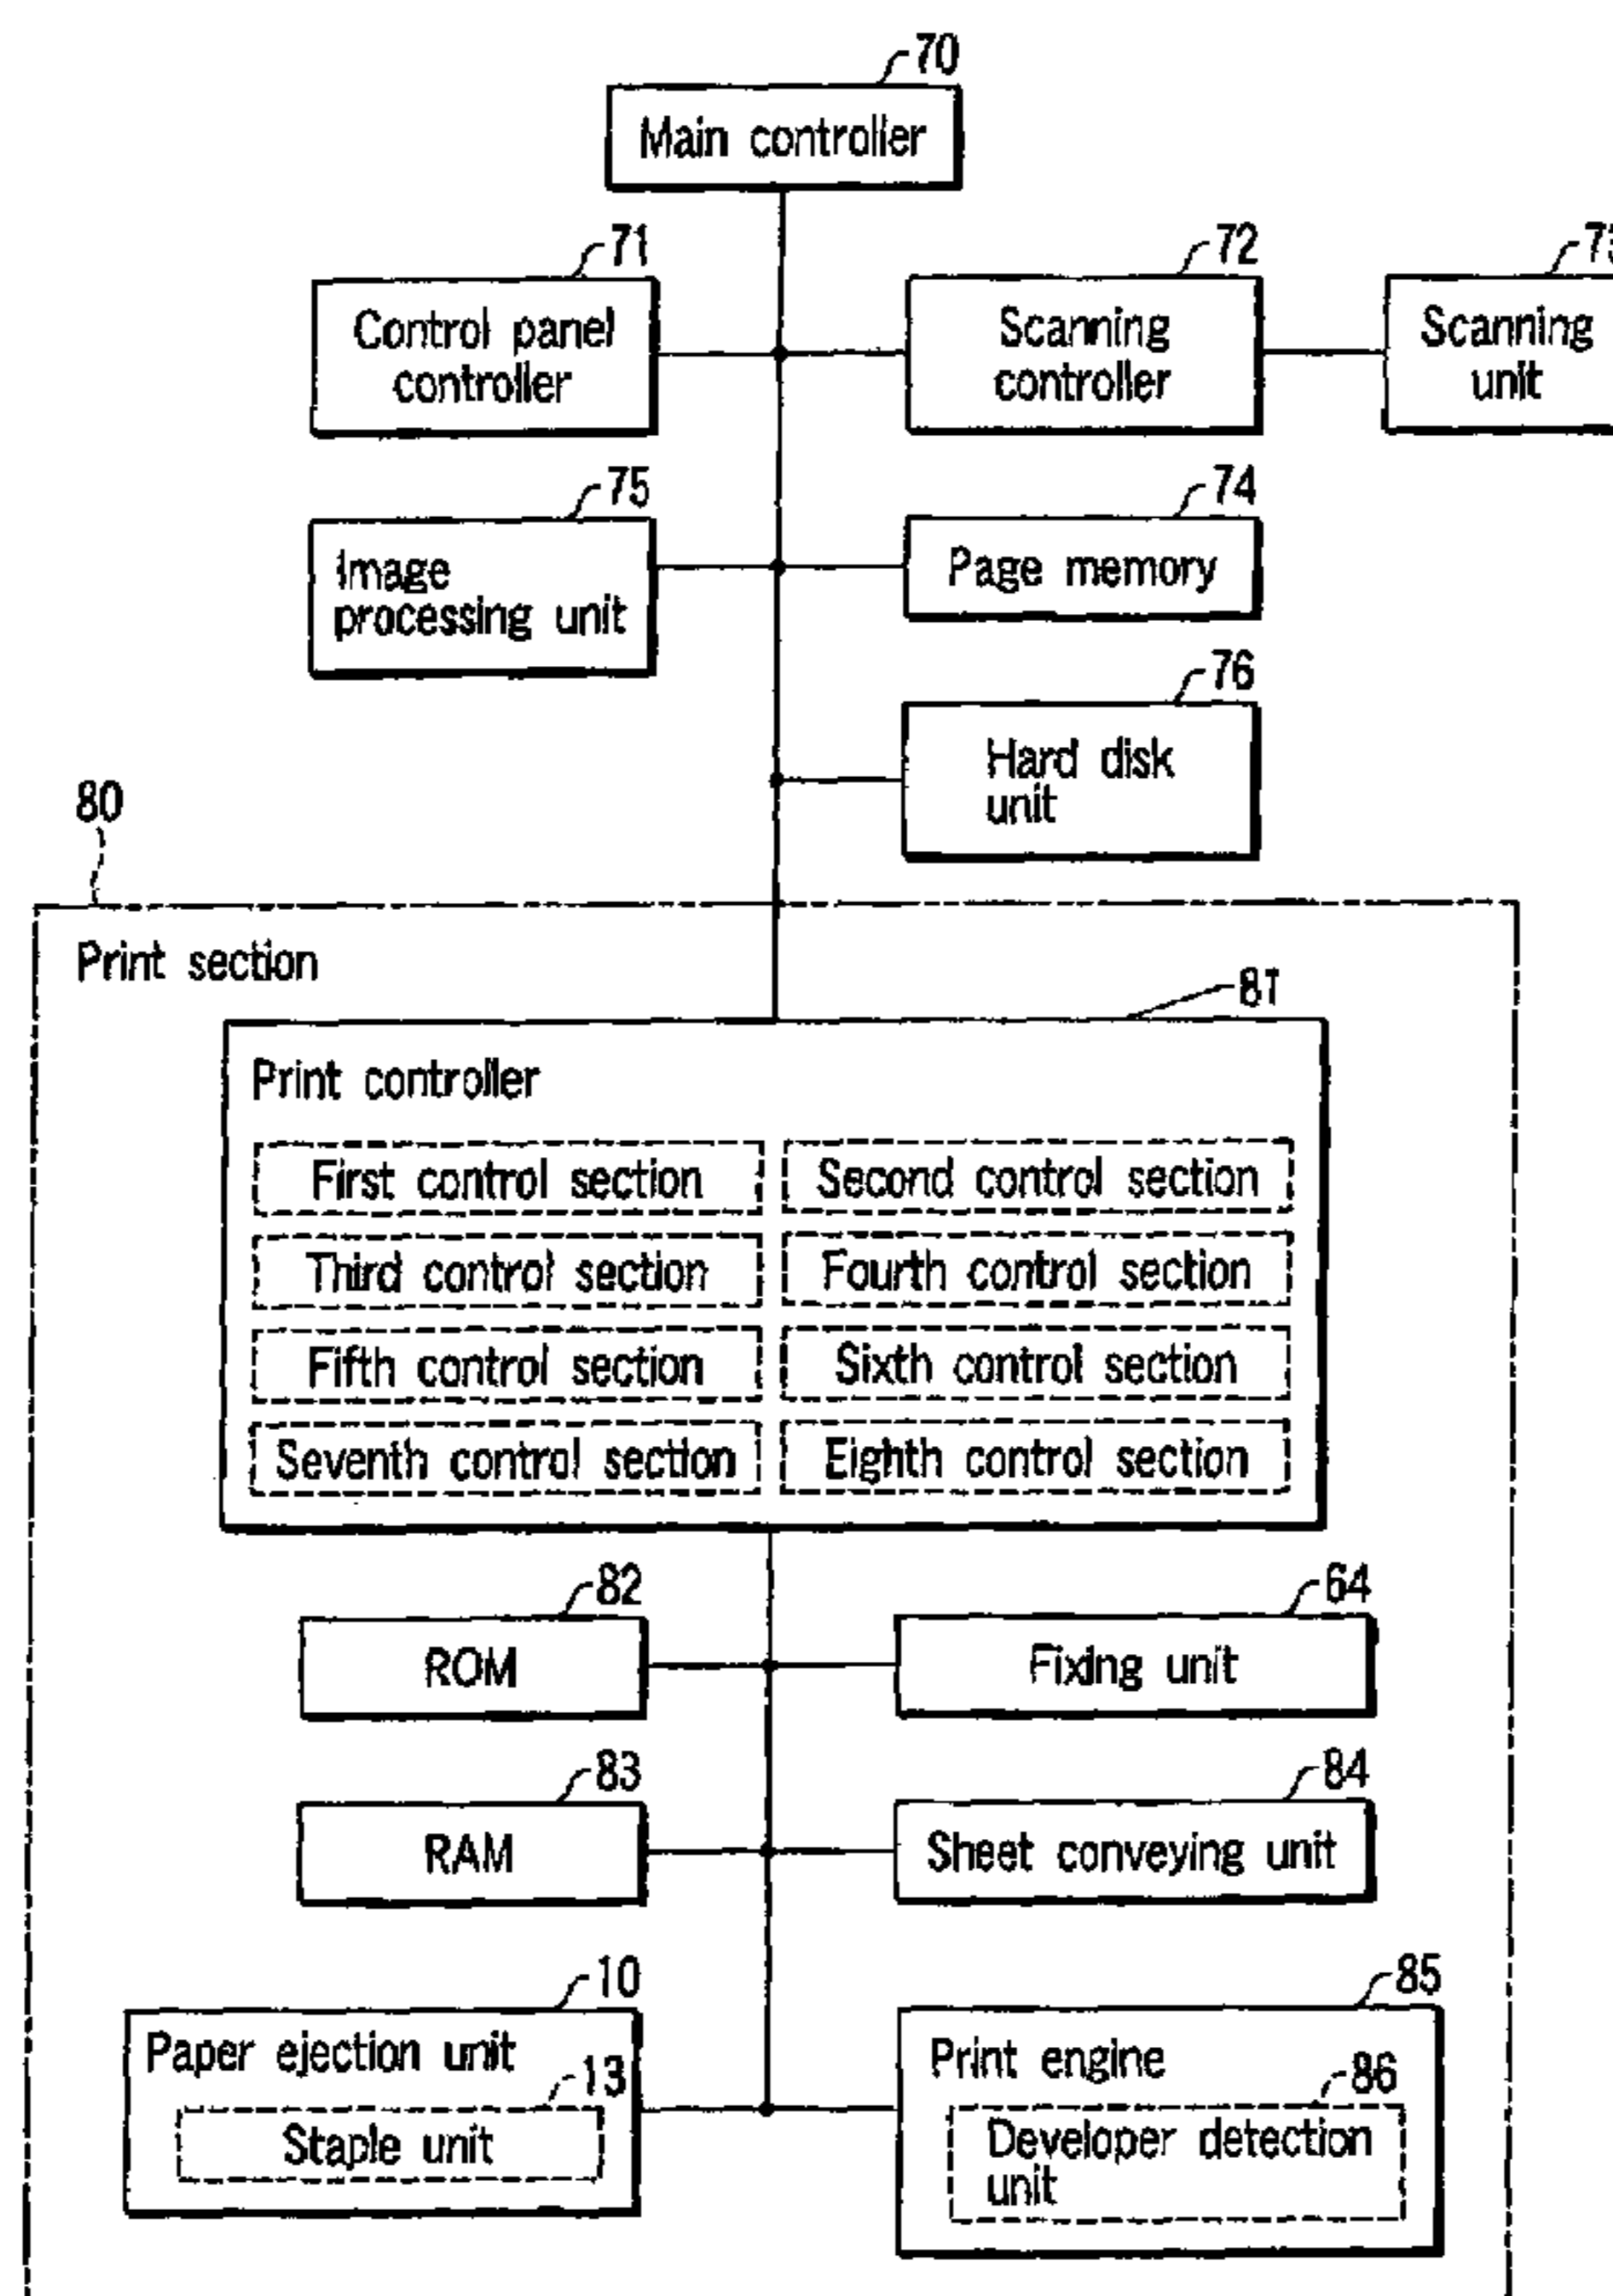 70
Main controller
71
72
Control panel
controller
Scanning
controller
Scanning
unit
75
74
Image
processing unit
Page memory
76
Hard disk
unit
80
Print section
81
Print controller
First control section
Second control section
Third control section
Fourth control section
Fifth control section
Sixth control section
Seventh control section
Eighth control section
82
64
ROM
Fixing unit
83
84
RAM
Sheet conveying unit
10
85
Paper ejection unit
13
Staple unit
Print engine
86
Developer detection
unit